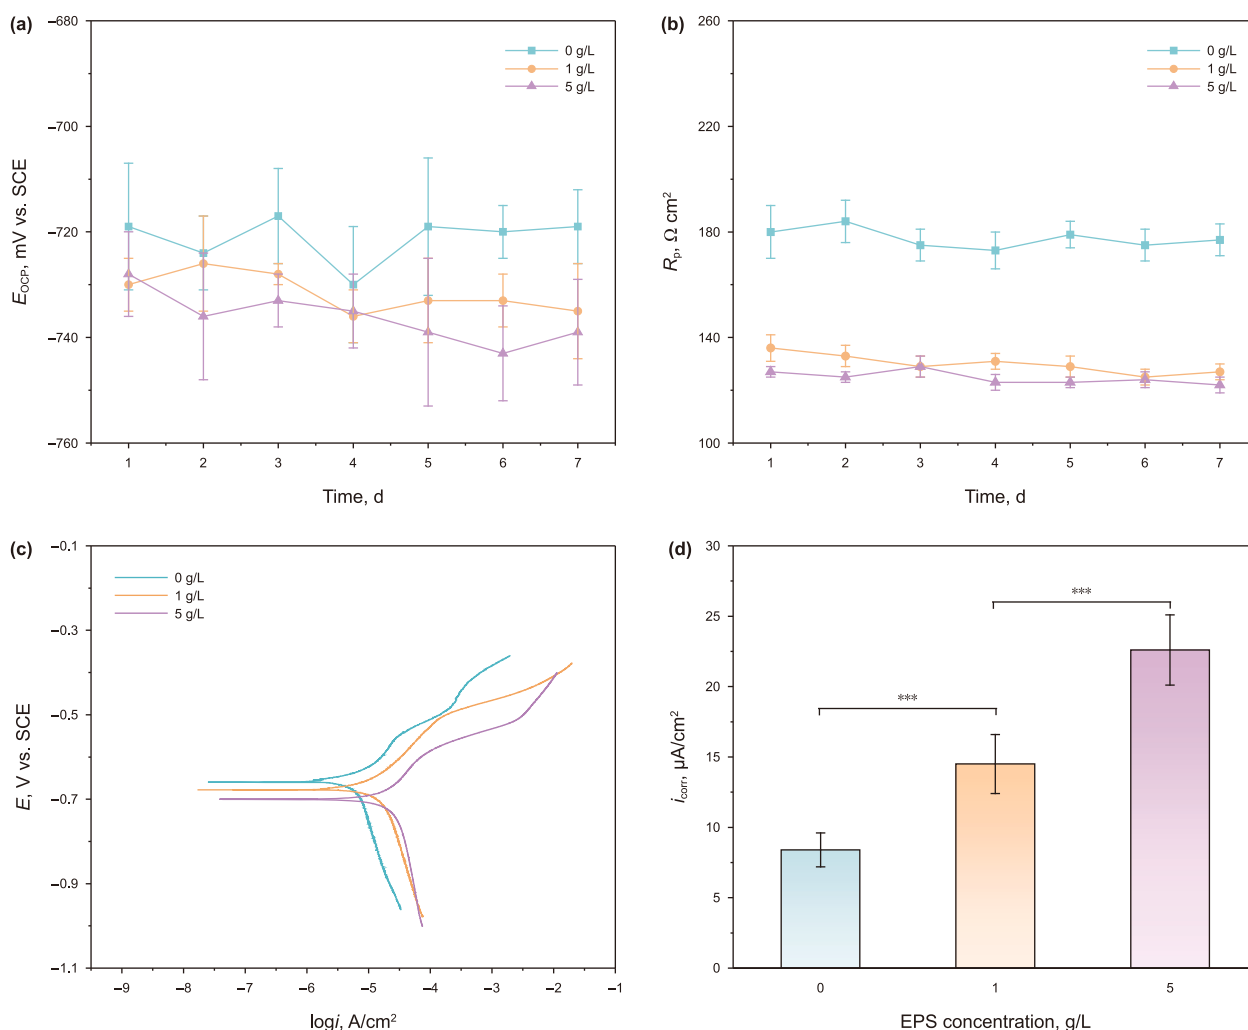 (a)
−680
−700
−720
−740
−760
E_OCP, mV vs. SCE
0 g/L
1 g/L
5 g/L
1 2 3 4 5 6 7
Time, d
(b)
260
220
180
140
100
R_p, Ω cm²
0 g/L
1 g/L
5 g/L
1 2 3 4 5 6 7
Time, d
(c)
−0.1
−0.3
−0.5
−0.7
−0.9
−1.1
E, V vs. SCE
0 g/L
1 g/L
5 g/L
−9 −8 −7 −6 −5 −4 −3 −2 −1
logi, A/cm²
(d)
30
25
20
15
10
5
0
i_corr, µA/cm²
***
***
0 1 5
EPS concentration, g/L